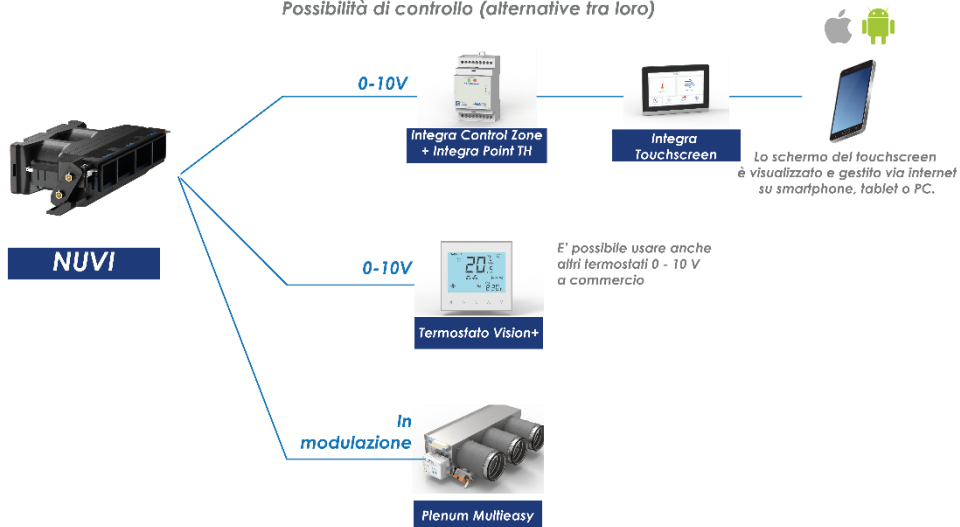 Possibilità di controllo (alternative tra loro)
0-10V
Integra Control Zone
+ Integra Point TH
Integra
Touchscreen
Lo schermo del touchscreen
è visualizzato e gestito via internet
su smartphone, tablet o PC.
NUVI
0-10V
20
Termostato Vision+
E' possibile usare anche
altri termostati 0 - 10 V
a commercio
In
modulazione
Plenum Multieasy